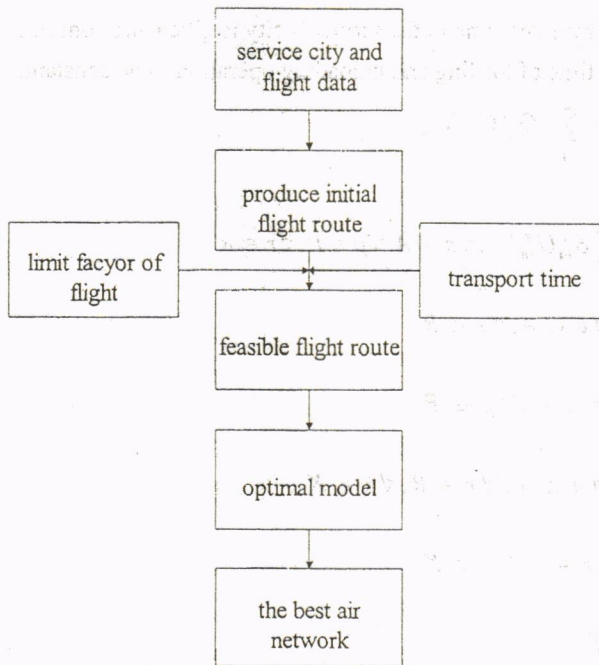 service city and
flight data
produce initial
flight route
limit facyor of
flight
transport time
feasible flight route
optimal model
the best air
network